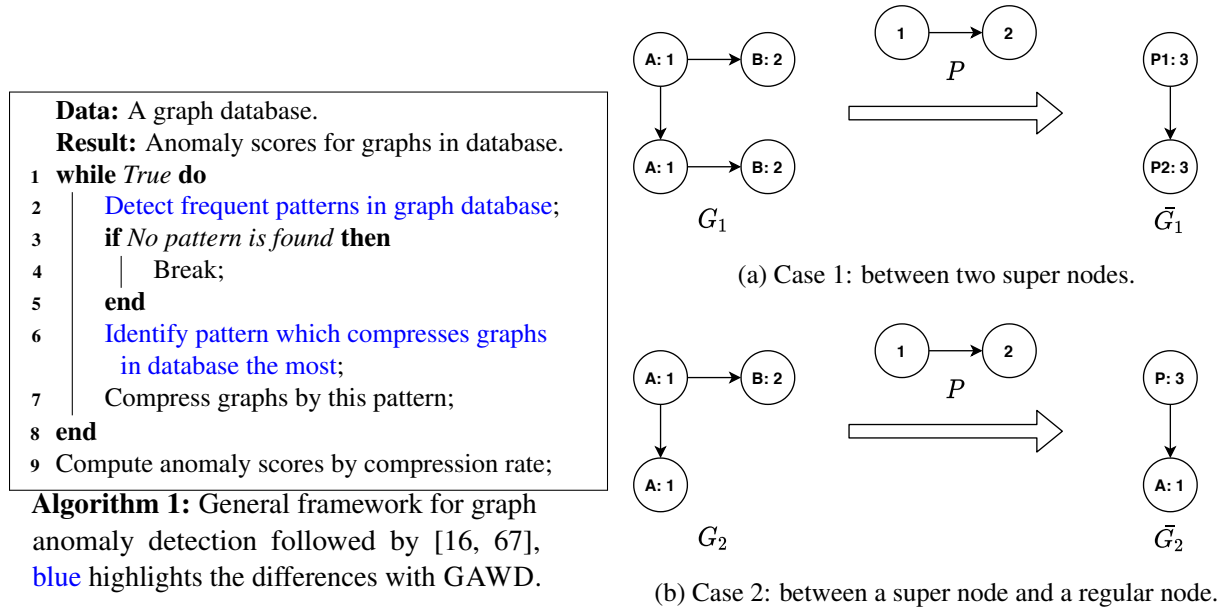 Data: A graph database.
Result: Anomaly scores for graphs in database.
1 while True do
2 Detect frequent patterns in graph database;
3 if No pattern is found then
4 Break;
5 end
6 Identify pattern which compresses graphs
in database the most;
7 Compress graphs by this pattern;
8 end
9 Compute anomaly scores by compression rate;
Algorithm 1: General framework for graph
anomaly detection followed by [16, 67],
blue highlights the differences with GAWD.
1 2
A: 1 B: 2 P P1: 3
A: 1 B: 2 P2: 3
G₁ Ḡ₁
(a) Case 1: between two super nodes.
1 2
A: 1 B: 2 P P: 3
A: 1 A: 1
G₂ Ḡ₂
(b) Case 2: between a super node and a regular node.